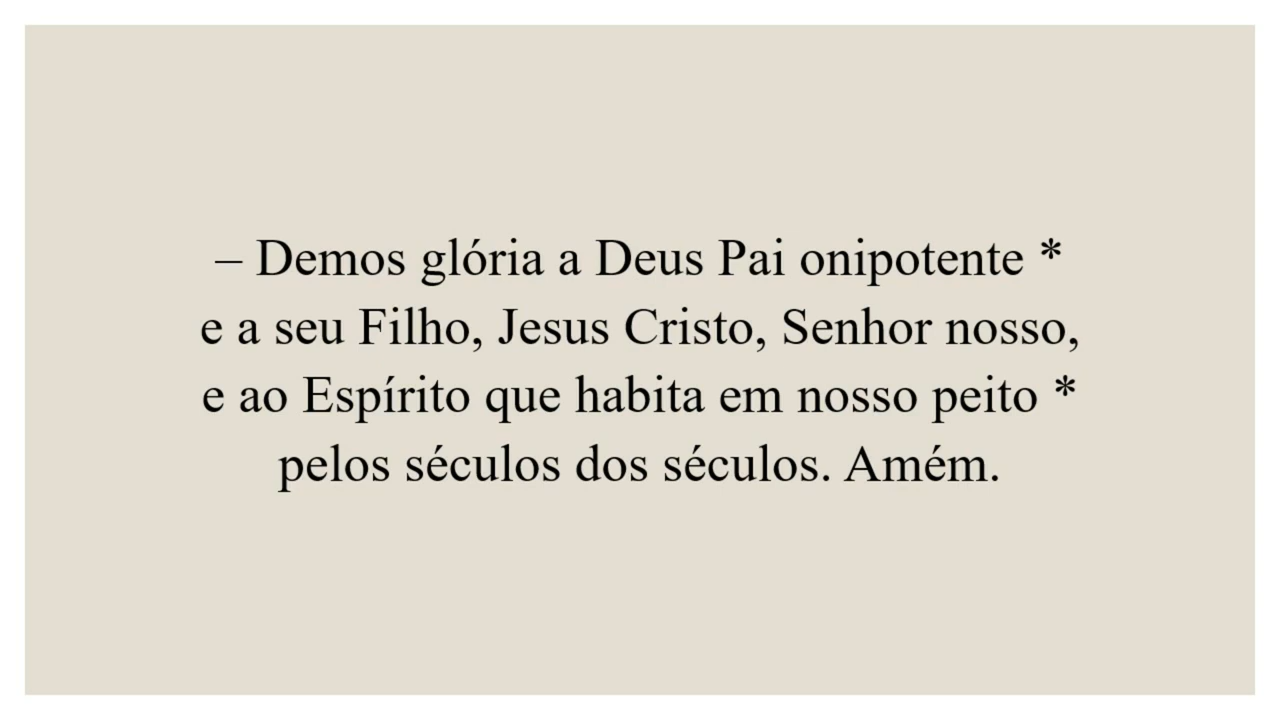 – Demos glória a Deus Pai onipotente *
e a seu Filho, Jesus Cristo, Senhor nosso,
e ao Espírito que habita em nosso peito *
pelos séculos dos séculos. Amém.